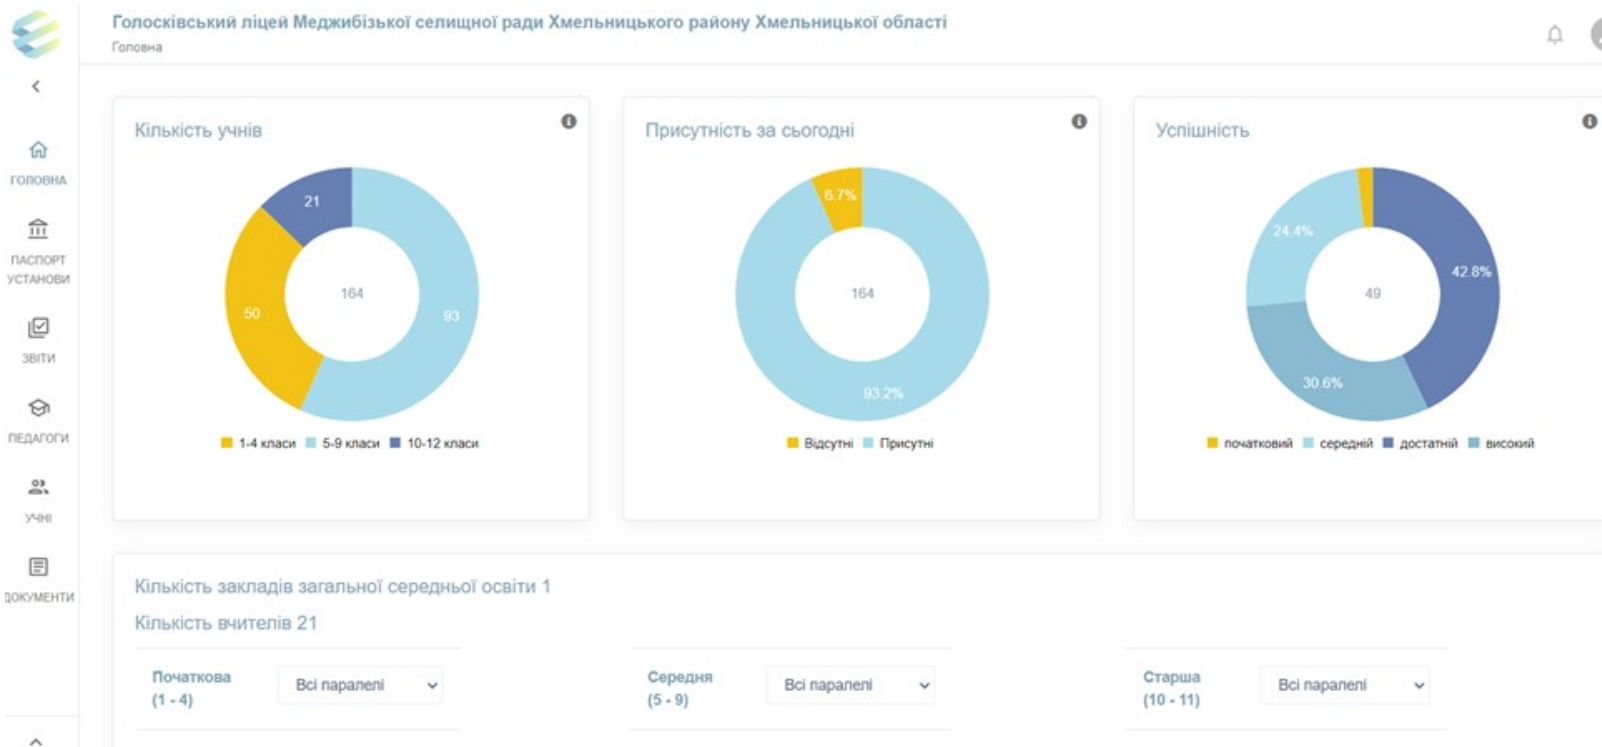 Голосківський ліцей Меджибізької селищної ради Хмельницького району Хмельницької області
Головна
ГОЛОВНА
ПАСПОРТ
УСТАНОВИ
ЗВІТИ
ПЕДАГОГИ
УЧНІ
ДОКУМЕНТИ
Кількість учнів
21
164
50
93
1-4 класи 5-9 класи 10-12 класи
Присутність за сьогодні
6.7%
164
93.2%
Відсутні Присутні
Успішність
24.4%
42.8%
49
30.6%
початковий середній достатній високий
Кількість закладів загальної середньої освіти 1
Кількість вчителів 21
Початкова
(1 - 4)
Всі паралелі
Середня
(5 - 9)
Всі паралелі
Старша
(10 - 11)
Всі паралелі